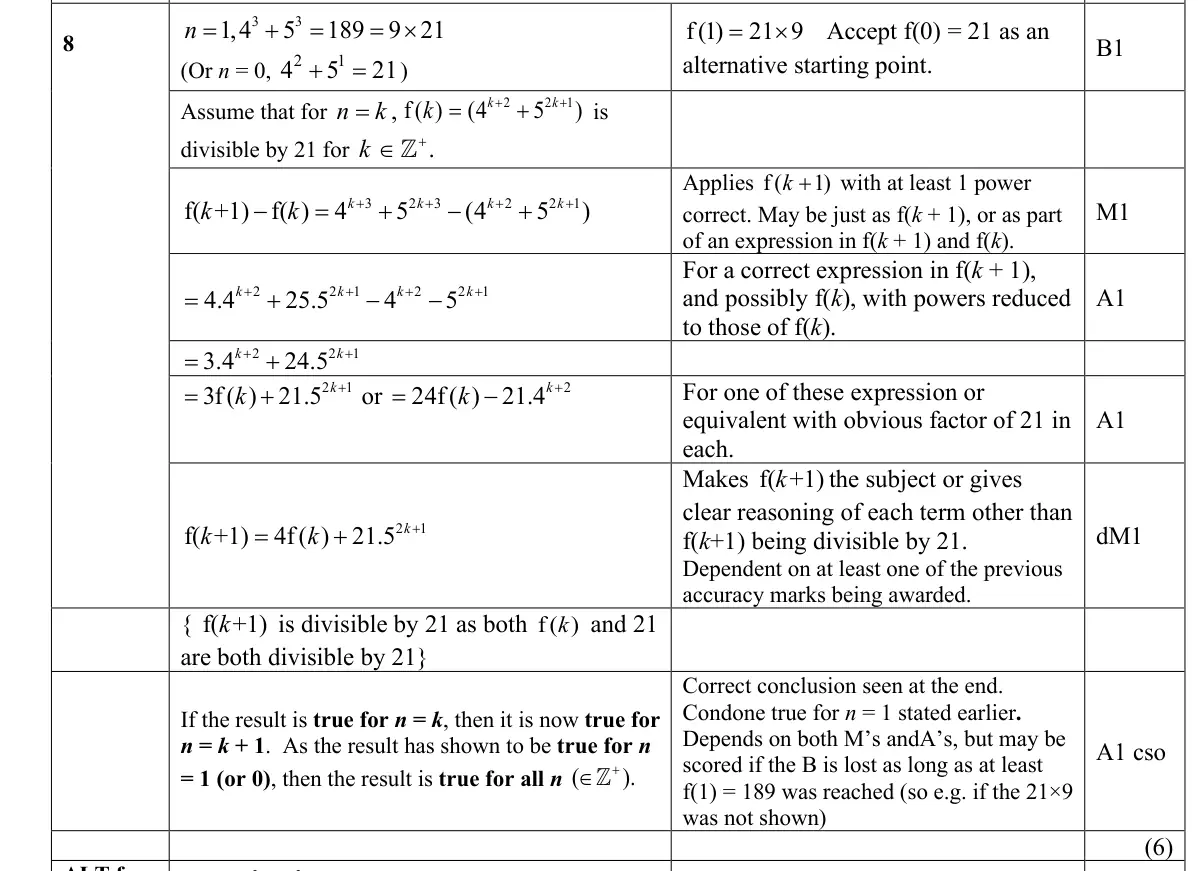 8
n = 1, 4³ + 5³ = 189 = 9 × 21
(Or n = 0, 4² + 5¹ = 21)
f(1) = 21 × 9 Accept f(0) = 21 as an
alternative starting point.
B1
Assume that for n = k, f(k) = (4^{k+2} + 5^{2k+1}) is
divisible by 21 for k ∈ ℤ⁺.
f(k+1) − f(k) = 4^{k+3} + 5^{2k+3} − (4^{k+2} + 5^{2k+1})
Applies f(k + 1) with at least 1 power
correct. May be just as f(k + 1), or as part
of an expression in f(k + 1) and f(k).
M1
= 4.4^{k+2} + 25.5^{2k+1} − 4^{k+2} − 5^{2k+1}
For a correct expression in f(k + 1),
and possibly f(k), with powers reduced
to those of f(k).
A1
= 3.4^{k+2} + 24.5^{2k+1}
= 3f(k) + 21.5^{2k+1} or = 24f(k) − 21.4^{k+2}
For one of these expression or
equivalent with obvious factor of 21 in
each.
A1
f(k+1) = 4f(k) + 21.5^{2k+1}
Makes f(k+1) the subject or gives
clear reasoning of each term other than
f(k+1) being divisible by 21.
Dependent on at least one of the previous
accuracy marks being awarded.
dM1
{ f(k+1) is divisible by 21 as both f(k) and 21
are both divisible by 21}
If the result is true for n = k, then it is now true for
n = k + 1. As the result has shown to be true for n
= 1 (or 0), then the result is true for all n (∈ ℤ⁺).
Correct conclusion seen at the end.
Condone true for n = 1 stated earlier.
Depends on both M's andA's, but may be
scored if the B is lost as long as at least
f(1) = 189 was reached (so e.g. if the 21×9
was not shown)
A1 cso
(6)